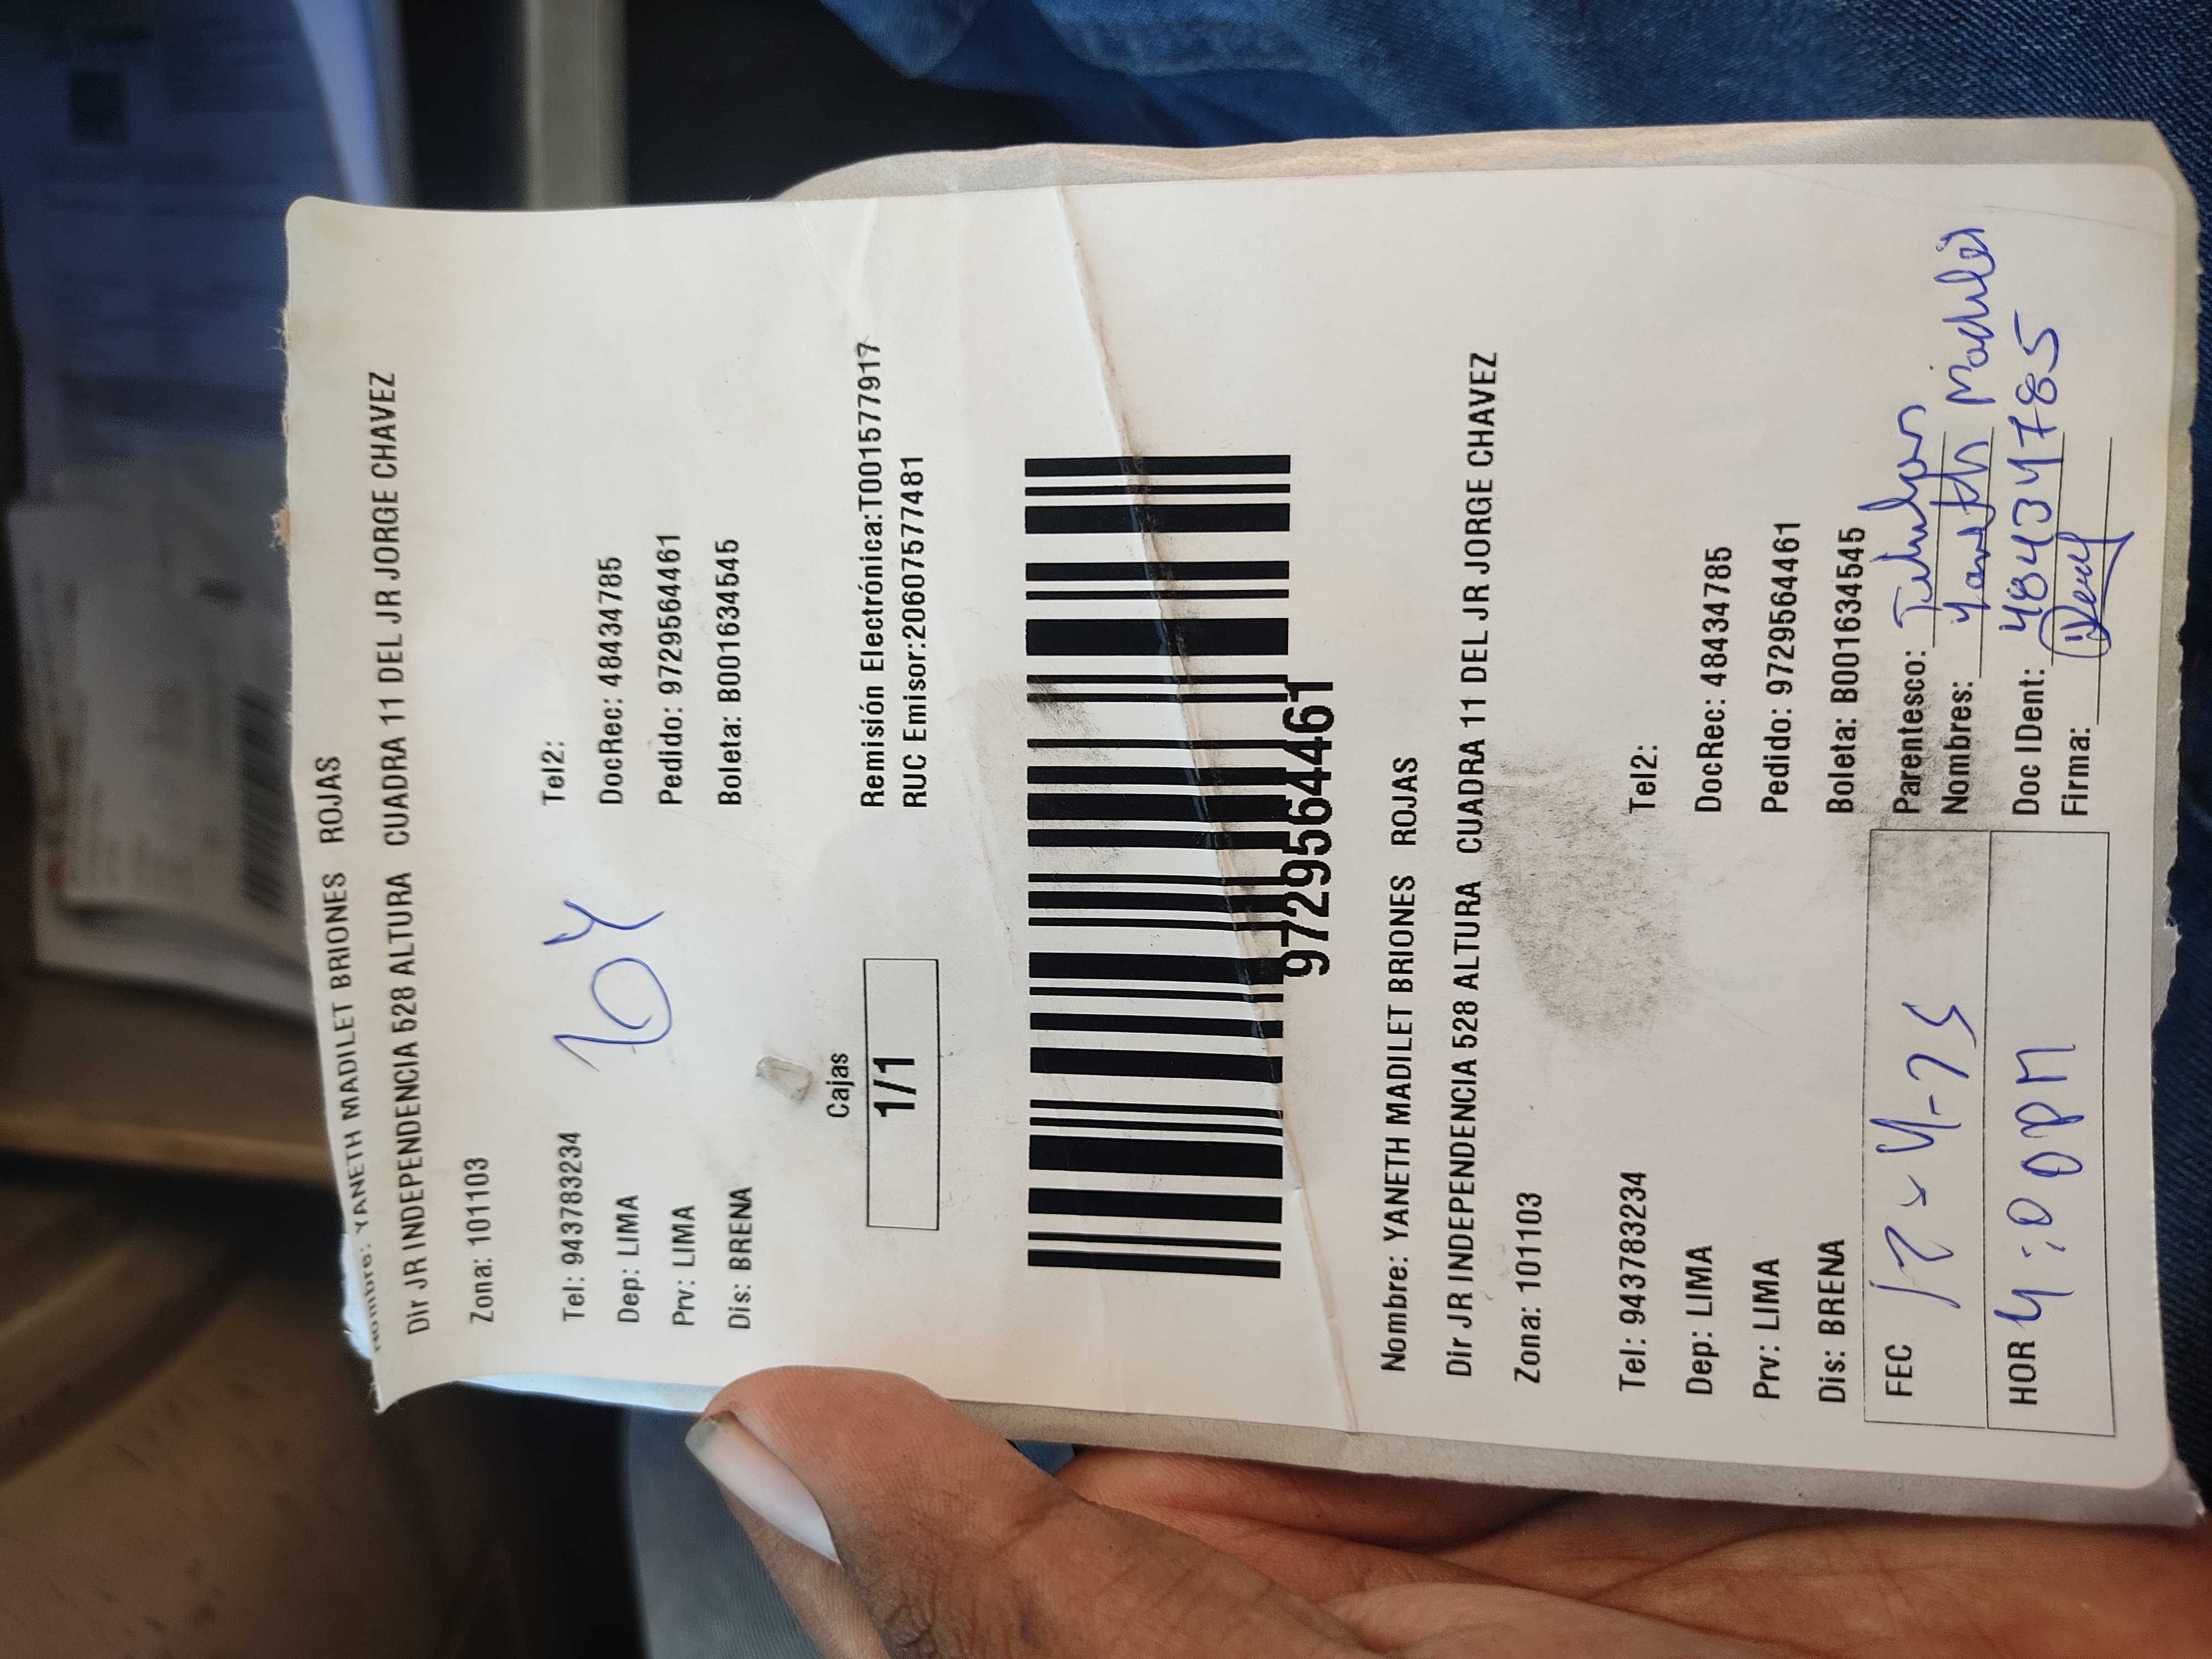 Nombre: YANETH MADILET BRIONES ROJAS
Dir JR INDEPENDENCIA 528 ALTURA CUADRA 11 DEL JR JORGE CHAVEZ
Zona: 101103
Tel: 943783234 Tel2:
Dep: LIMA DocRec: 48434785
Prv: LIMA Pedido: 9729564461
Dis: BRENA Boleta: B001634545
104
Cajas
1/1
Remisión Electrónica:T001577917
RUC Emisor:20607577481
9729564461
Nombre: YANETH MADILET BRIONES ROJAS
Dir JR INDEPENDENCIA 528 ALTURA CUADRA 11 DEL JR JORGE CHAVEZ
Zona: 101103
Tel: 943783234 Tel2:
Dep: LIMA DocRec: 48434785
Prv: LIMA Pedido: 9729564461
Dis: BRENA Boleta: B001634545
FEC
HOR 4:00PM
Parentesco: Titular
Nombres: Yaneth Madilet
Doc IDent: 48434785
Firma: